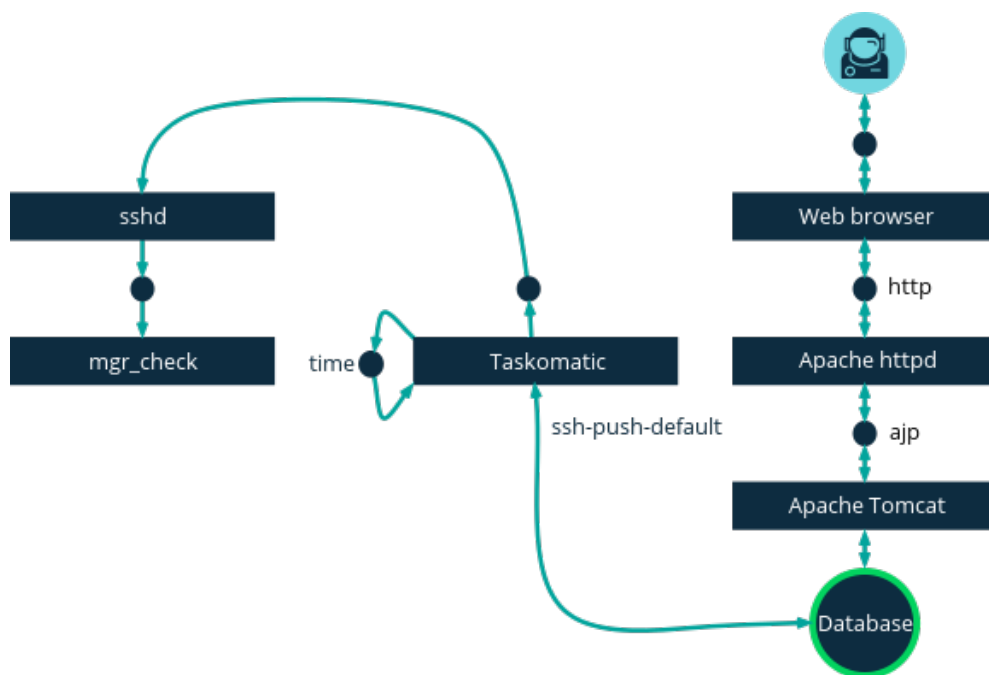 sshd
Web browser
http
mgr_check
time
Taskomatic
Apache httpd
ssh-push-default
ajp
Apache Tomcat
Database